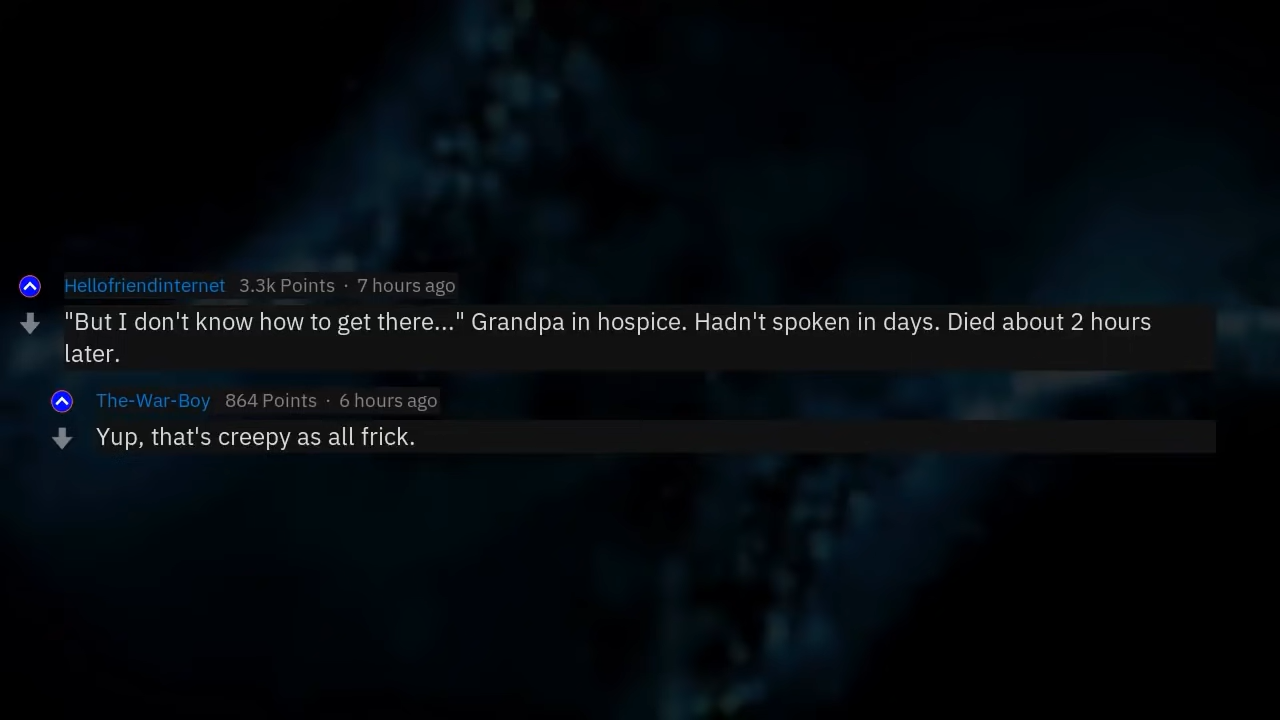 Hellofriendinternet 3.3k Points · 7 hours ago
"But I don't know how to get there..." Grandpa in hospice. Hadn't spoken in days. Died about 2 hours
later.
The-War-Boy 864 Points · 6 hours ago
Yup, that's creepy as all frick.